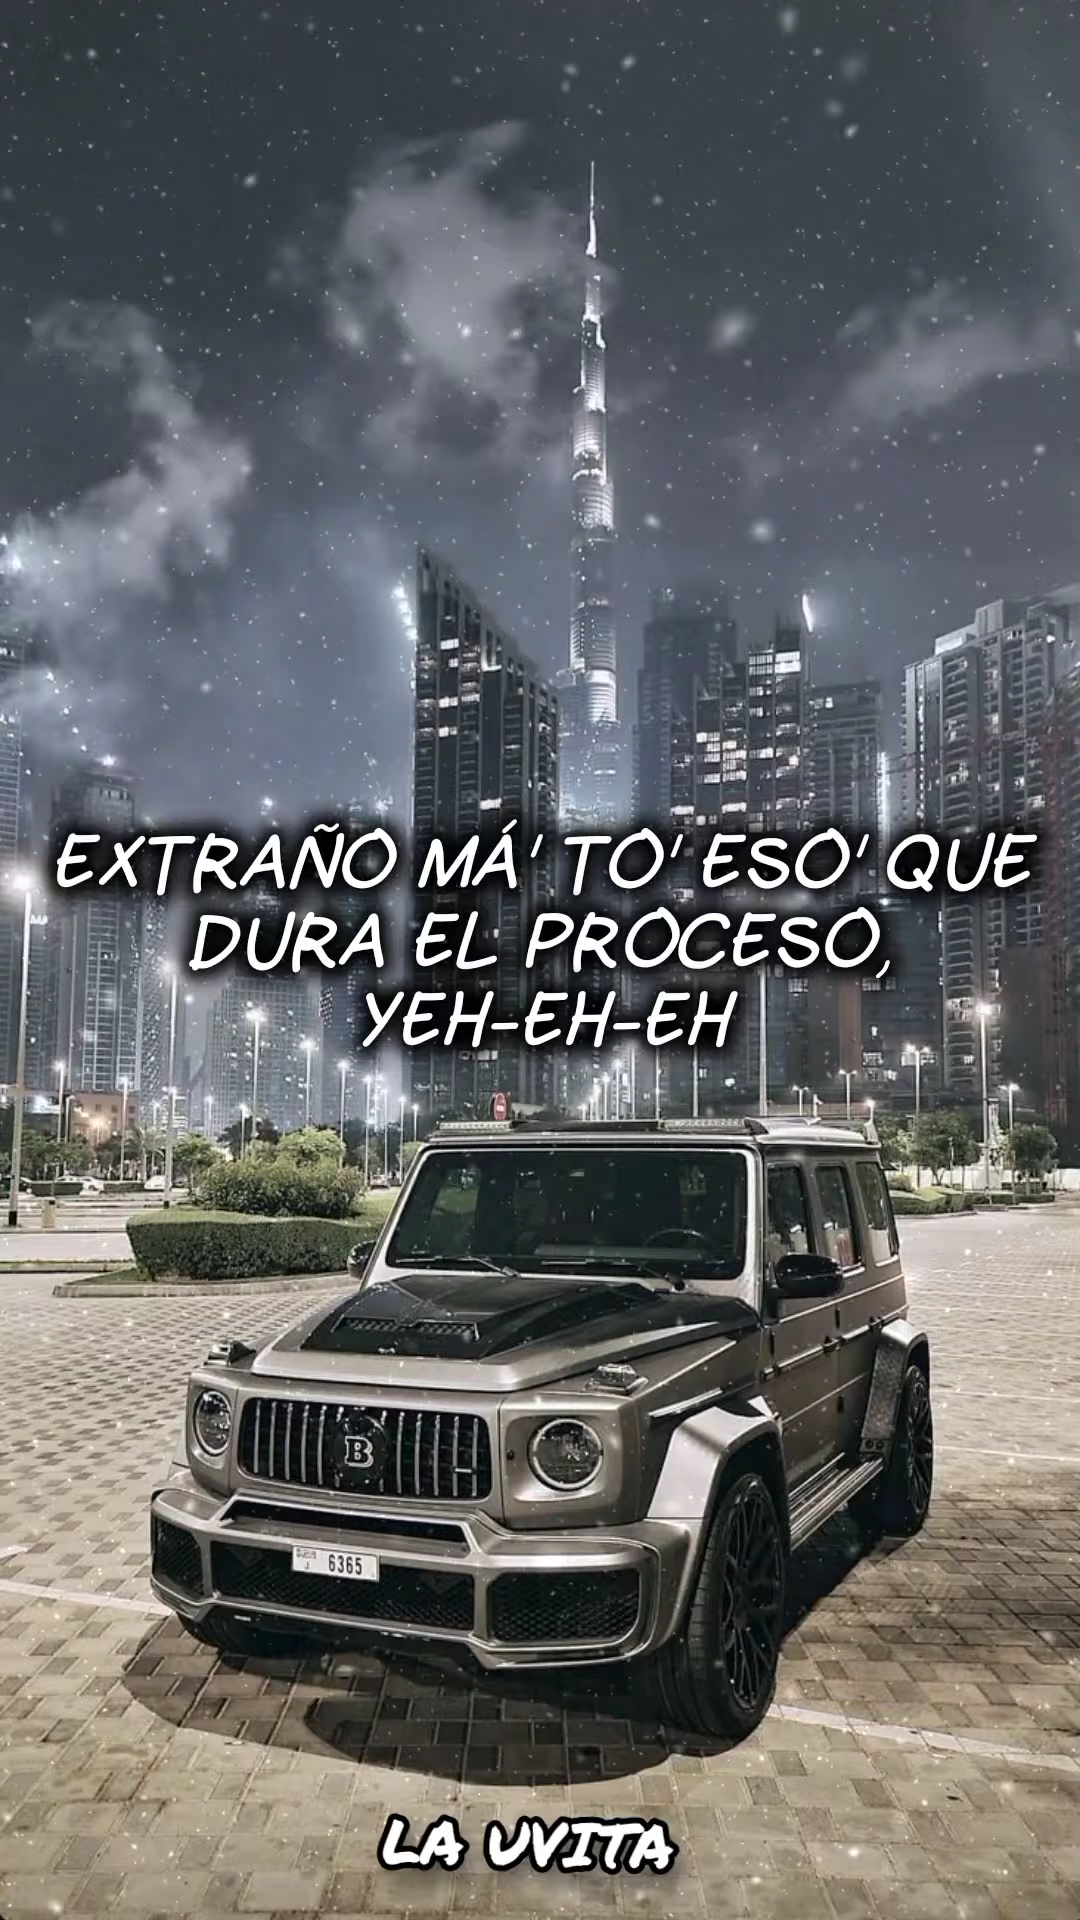 EXTRAÑO MÁ' TO' ESO' QUE
DURA EL PROCESO,
YEH-EH-EH
B
6365
LA UVITA